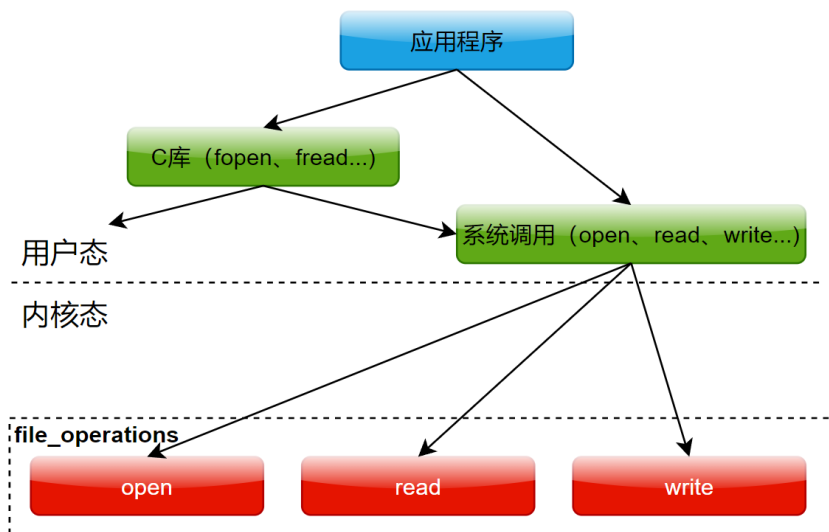 应用程序
C库（fopen、fread...)
系统调用（open、read、write...)
用户态
内核态
file_operations
open
read
write